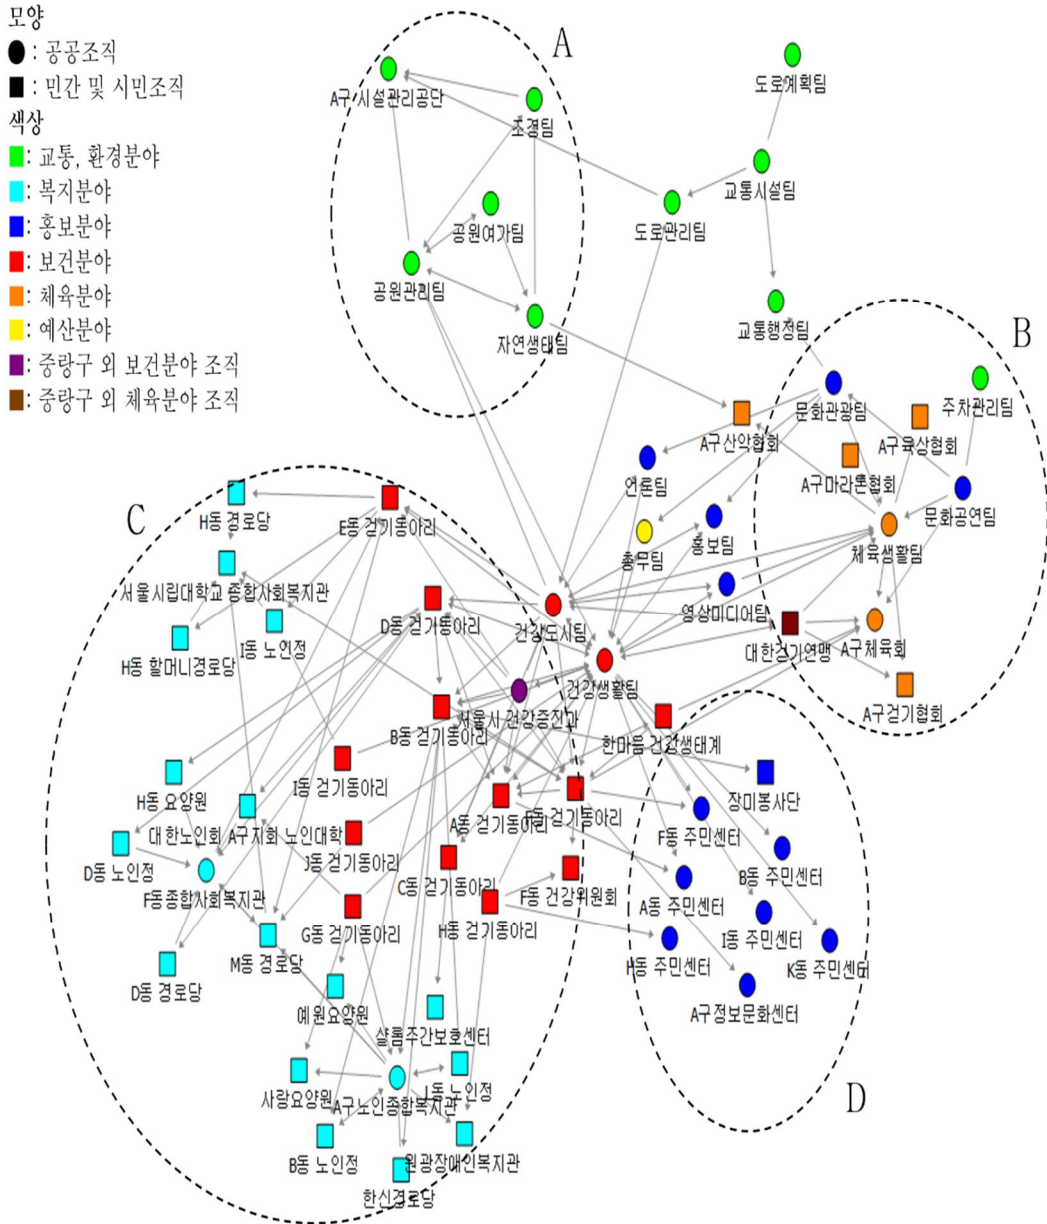 모양
: 공공조직
: 민간 및 시민조직
색상
: 교통, 환경분야
: 복지분야
: 홍보분야
: 보건분야
: 체육분야
: 예산분야
: 중랑구 외 보건분야 조직
: 중랑구 외 체육분야 조직
A
A구 시설관리공단
조경팀
공원여가팀
공원관리팀
자연생태팀
도로계획팀
교통시설팀
도로관리팀
교통행정팀
B
문화관광팀
주차관리팀
A구산악협회
A구육상협회
A구마라톤협회
언론팀
문화공연팀
총무팀
홍보팀
체육생활팀
영상미디어팀
대한걷기연맹
A구체육회
A구걷기협회
C
H동 경로당
E동 걷기동아리
서울시립대학교 종합사회복지관
I동 노인정
H동 할머니경로당
D동 걷기동아리
건강도시팀
건강생활팀
서울시 건강증진과
B동 걷기동아리
한마음 건강생태계
I동 걷기동아리
H동 요양원
대한노인회 A구지회 노인대학
A동 걷기동아리
동 걷기동아리
J동 걷기동아리
D동 노인정
F동종합사회복지관
C동 걷기동아리
F동 건강위원회
H동 걷기동아리
G동 걷기동아리
M동 경로당
D동 경로당
예원요양원
샬롬주간보호센터
사랑요양원
A구노인종합복지관
동 노인정
B동 노인정
원광장애인복지관
한신경로당
장미봉사단
F동 주민센터
B동 주민센터
A동 주민센터
I동 주민센터
H동 주민센터
K동 주민센터
A구정보문화센터
D